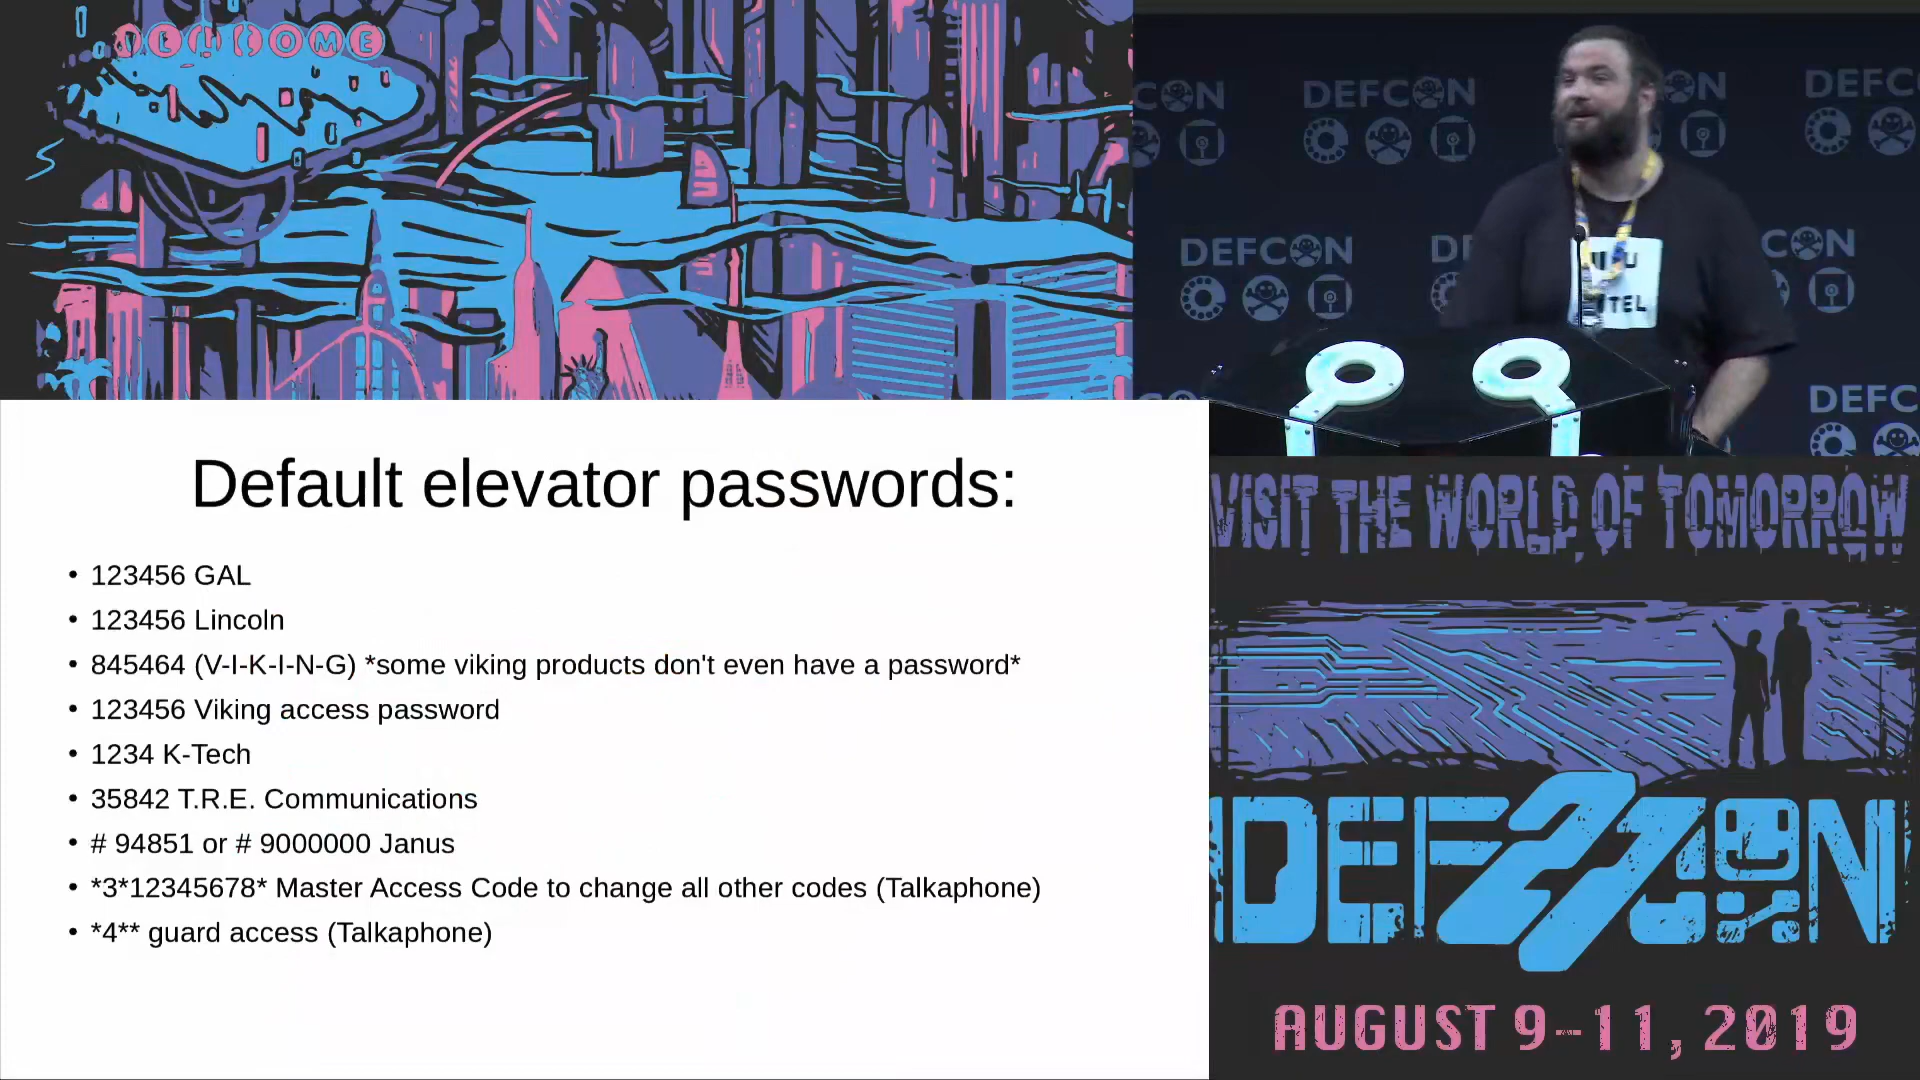 WELCOME
DEFCON
DEFCON
Default elevator passwords:
• 123456 GAL
• 123456 Lincoln
• 845464 (V-I-K-I-N-G) *some viking products don't even have a password*
• 123456 Viking access password
• 1234 K-Tech
• 35842 T.R.E. Communications
• # 94851 or # 9000000 Janus
• *3*12345678* Master Access Code to change all other codes (Talkaphone)
• *4** guard access (Talkaphone)
VISIT THE WORLD OF TOMORROW
DEF27CON
AUGUST 9-11, 2019